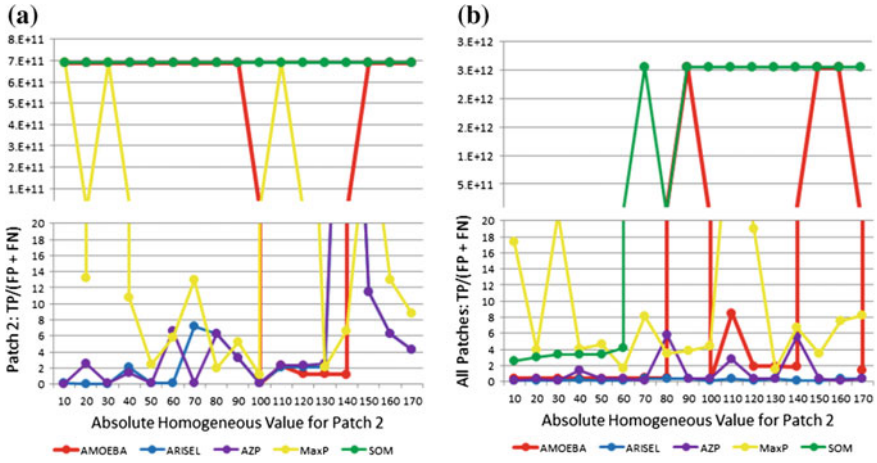 (a)
8.E+11
7.E+11
6.E+11
5.E+11
4.E+11
3.E+11
2.E+11
1.E+11
20
18
16
14
12
10
8
6
4
2
0
Patch 2: TP/(FP + FN)
10 20 30 40 50 60 70 80 90 100 110 120 130 140 150 160 170
Absolute Homogeneous Value for Patch 2
AMOEBA ARISEL AZP MaxP SOM
(b)
3.E+12
3.E+12
2.E+12
2.E+12
1.E+12
5.E+11
20
18
16
14
12
10
8
6
4
2
0
All Patches: TP/(FP + FN)
10 20 30 40 50 60 70 80 90 100 110 120 130 140 150 160 170
Absolute Homogeneous Value for Patch 2
AMOEBA ARISEL AZP MaxP SOM